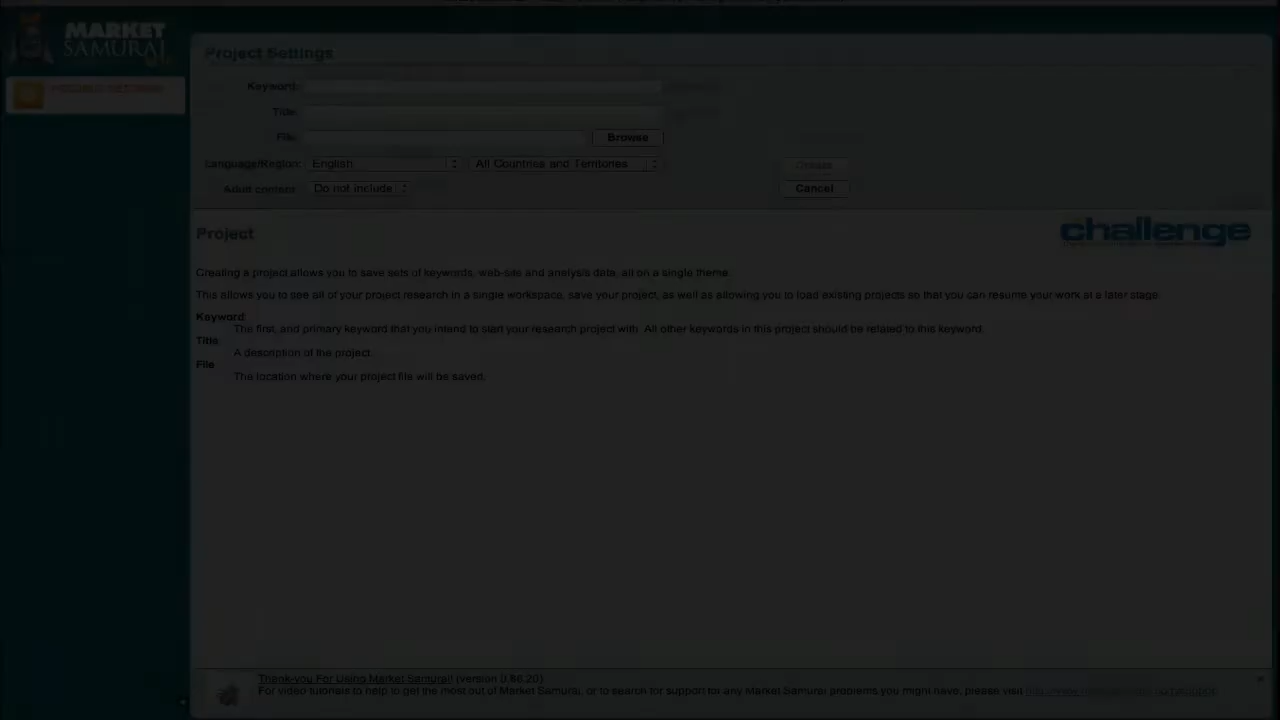 MARKET
SAMURAI
PROJECT SETTINGS
Project Settings
Keyword:
Title:
File:
Browse
Language/Region:
English
All Countries and Territories
Create
Adult content:
Do not include
Cancel
Project
challenge
Creating a project allows you to save sets of keywords, web-site and analysis data, all on a single theme.
This allows you to see all of your project research in a single workspace, save your project, as well as allowing you to load existing projects so that you can resume your work at a later stage.
Keyword
The first, and primary keyword that you intend to start your research project with. All other keywords in this project should be related to this keyword.
Title
A description of the project.
File
The location where your project file will be saved.
Thank-you For Using Market Samurai! (version 0.86.20)
For video tutorials to help to get the most out of Market Samurai, or to search for support for any Market Samurai problems you might have, please visit